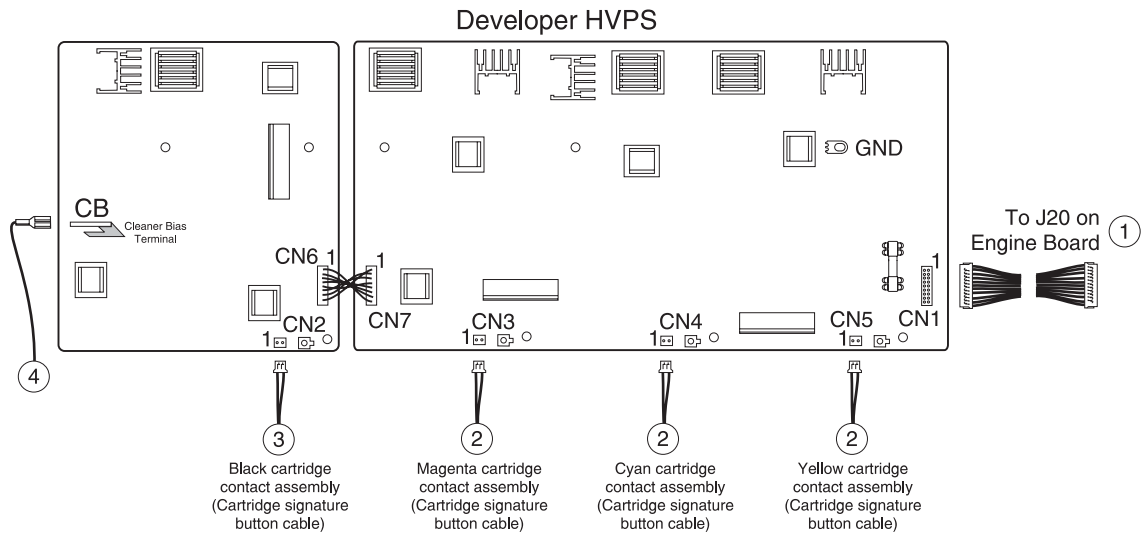 Developer HVPS
GND
CB
Cleaner Bias
Terminal
To J20 on
Engine Board
1
CN6
1
1
1
CN2
1
CN7
1
CN3
1
CN4
1
CN5
CN1
4
3
2
2
2
Black cartridge
contact assembly
(Cartridge signature
button cable)
Magenta cartridge
contact assembly
(Cartridge signature
button cable)
Cyan cartridge
contact assembly
(Cartridge signature
button cable)
Yellow cartridge
contact assembly
(Cartridge signature
button cable)